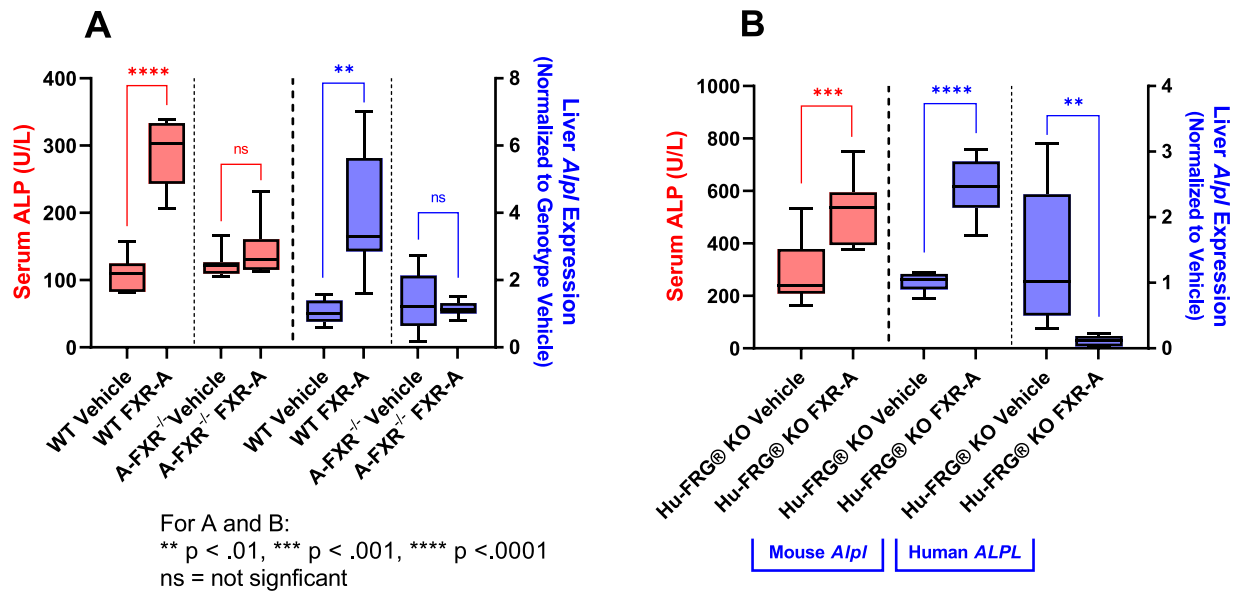 A
B
****
**
ns
ns
400
300
200
100
0
Serum ALP (U/L)
8
6
4
2
0
Liver Alpl Expression
(Normalized to Genotype Vehicle)
WT Vehicle
WT FXR-A
A-FXR⁻/⁻ Vehicle
A-FXR⁻/⁻ FXR-A
WT Vehicle
WT FXR-A
A-FXR⁻/⁻ Vehicle
A-FXR⁻/⁻ FXR-A
***
****
**
1000
800
600
400
200
0
Serum ALP (U/L)
4
3
2
1
0
Liver Alpl Expression
(Normalized to Vehicle)
Hu-FRG® KO Vehicle
Hu-FRG® KO FXR-A
Hu-FRG® KO Vehicle
Hu-FRG® KO FXR-A
Hu-FRG® KO Vehicle
Hu-FRG® KO FXR-A
Mouse Alpl
Human ALPL
For A and B:
** p < .01, *** p < .001, **** p <.0001
ns = not signficant